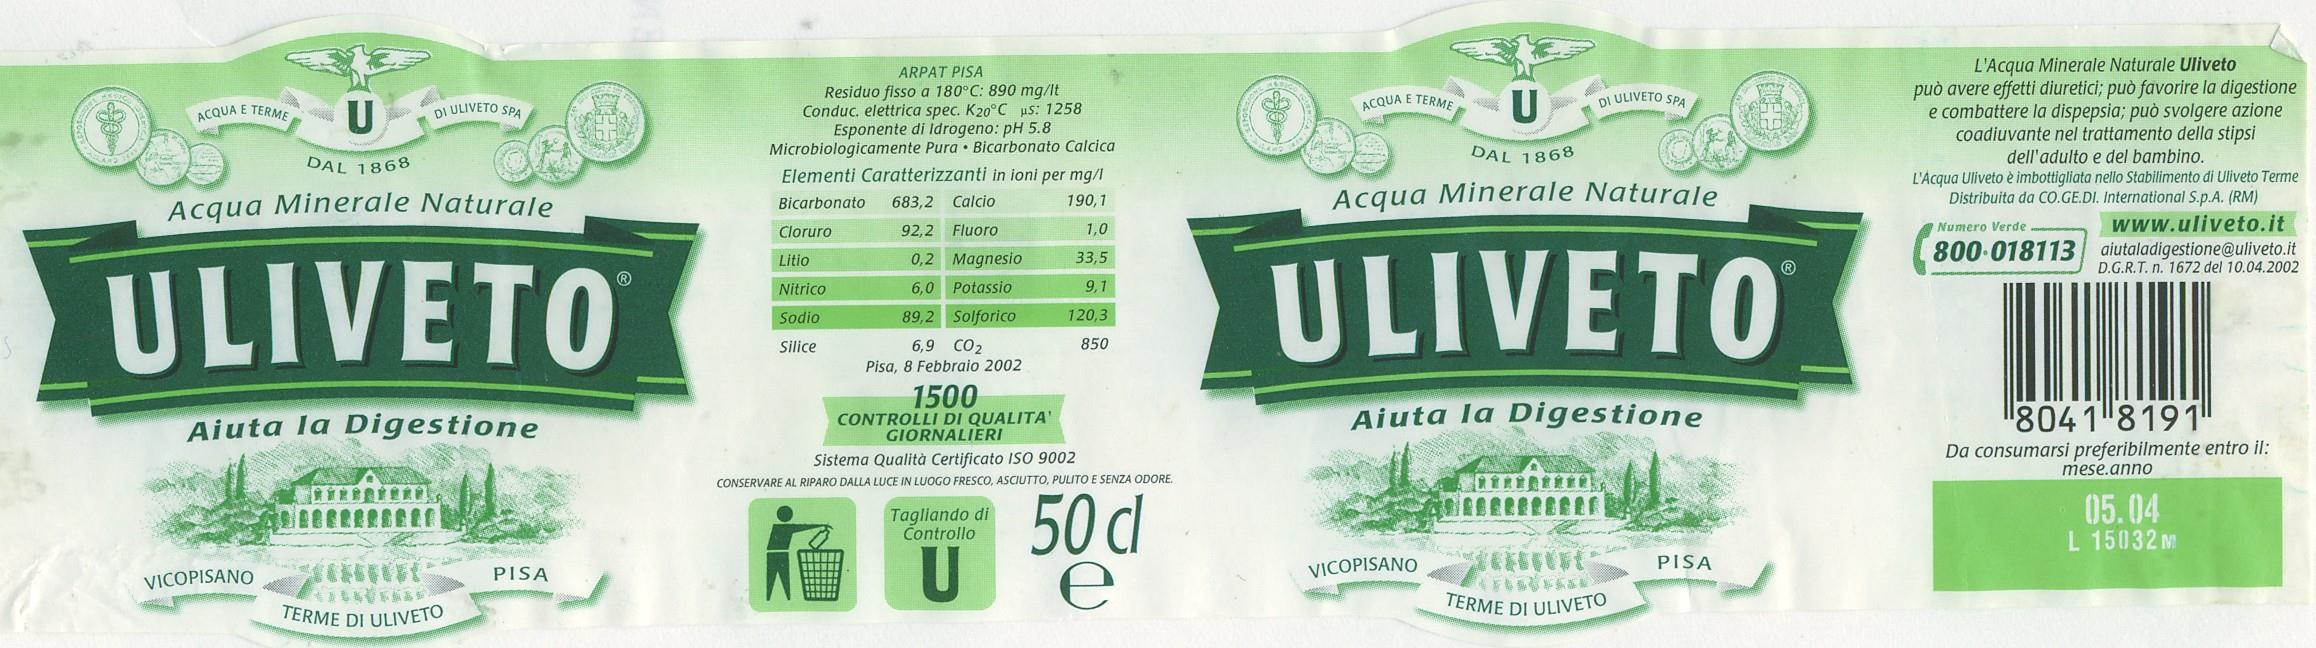 ACQUA E TERME U DI ULIVETO SPA
DAL 1868
Acqua Minerale Naturale
ULIVETO®
Aiuta la Digestione
VICOPISANO PISA
TERME DI ULIVETO
ARPAT PISA
Residuo fisso a 180°C: 890 mg/lt
Conduc. elettrica spec. K20°C µS: 1258
Esponente di Idrogeno: pH 5.8
Microbiologicamente Pura • Bicarbonato Calcica
Elementi Caratterizzanti in ioni per mg/l
Bicarbonato 683,2 Calcio 190,1
Cloruro 92,2 Fluoro 1,0
Litio 0,2 Magnesio 33,5
Nitrico 6,0 Potassio 9,1
Sodio 89,2 Solforico 120,3
Silice 6,9 CO2 850
Pisa, 8 Febbraio 2002
1500
CONTROLLI DI QUALITA'
GIORNALIERI
Sistema Qualità Certificato ISO 9002
CONSERVARE AL RIPARO DALLA LUCE IN LUOGO FRESCO, ASCIUTTO, PULITO E SENZA ODORE.
Tagliando di
Controllo
U
50 cl
e
ACQUA E TERME U DI ULIVETO SPA
DAL 1868
Acqua Minerale Naturale
ULIVETO®
Aiuta la Digestione
VICOPISANO PISA
TERME DI ULIVETO
L'Acqua Minerale Naturale Uliveto
può avere effetti diuretici; può favorire la digestione
e combattere la dispepsia; può svolgere azione
coadiuvante nel trattamento della stipsi
dell'adulto e del bambino.
L'Acqua Uliveto è imbottigliata nello Stabilimento di Uliveto Terme
Distribuita da CO.GE.DI. International S.p.A. (RM)
Numero Verde
800-018113
www.uliveto.it
aiutaladigestione@uliveto.it
D.G.R.T. n. 1672 del 10.04.2002
8041 8191
Da consumarsi preferibilmente entro il:
mese.anno
05.04
L 15032M